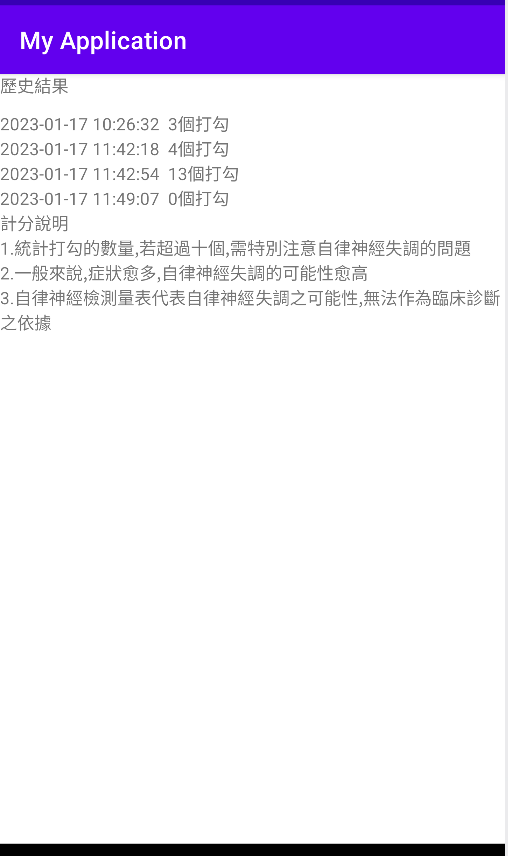 My Application
歷史結果
2023-01-17 10:26:32  3個打勾
2023-01-17 11:42:18  4個打勾
2023-01-17 11:42:54  13個打勾
2023-01-17 11:49:07  0個打勾
計分說明
1.統計打勾的數量,若超過十個,需特別注意自律神經失調的問題
2.一般來說,症狀愈多,自律神經失調的可能性愈高
3.自律神經檢測量表代表自律神經失調之可能性,無法作為臨床診斷
之依據